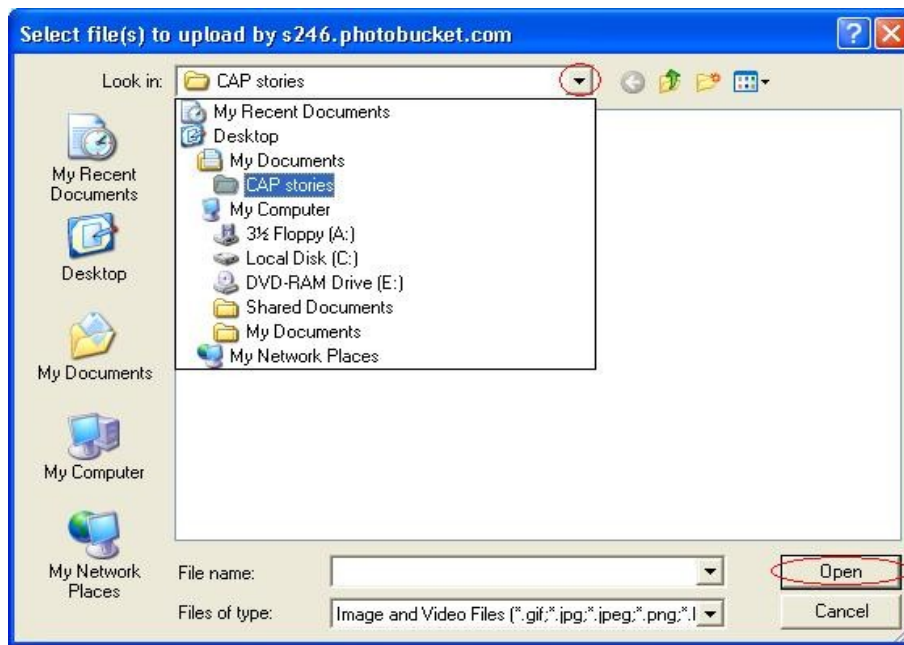 Select file(s) to upload by s246.photobucket.com
Look in:
CAP stories
My Recent Documents
Desktop
My Documents
CAP stories
My Computer
3½ Floppy (A:)
Local Disk (C:)
DVD-RAM Drive (E:)
Shared Documents
My Documents
My Network Places
My Recent
Documents
Desktop
My Documents
My Computer
My Network
Places
File name:
Open
Files of type:
Image and Video Files (*.gif;*.jpg;*.jpeg;*.png;*.
Cancel